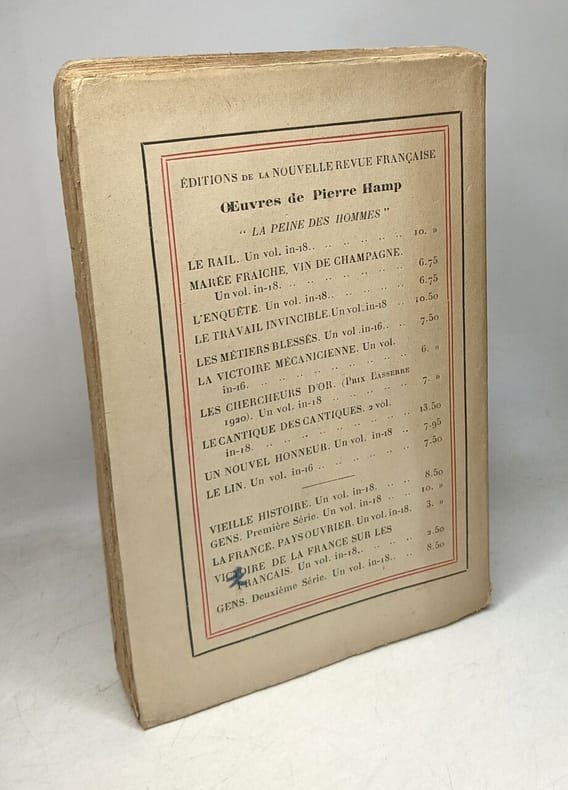 ÉDITIONS DE LA NOUVELLE REVUE FRANÇAISE
Œuvres de Pierre Hamp
“ LA PEINE DES HOMMES ”
LE RAIL. Un vol. in-18. . .. .. .. .. .. 10. »
MARÉE FRAICHE, VIN DE CHAMPAGNE.
Un vol. in-18. .. .. .. .. .. .. .. 6.75
L'ENQUÊTE. Un vol. in-18. . .. .. .. .. 6.75
LE TRAVAIL INVINCIBLE. Un vol. in-18 .. 10.50
LES MÉTIERS BLESSÉS. Un vol. in-16. . .. 7.50
LA VICTOIRE MÉCANICIENNE. Un vol.
in-16. .. .. .. .. .. .. .. .. 6. »
LES CHERCHEURS D'OR. (PRIX LASSERRE
1920). Un vol. in-18 .. .. .. .. .. 7. »
LE CANTIQUE DES CANTIQUES. 2 vol.
in-18. .. .. .. .. .. .. .. .. 13.50
UN NOUVEL HONNEUR. Un vol. in-18 .. 7.95
LE LIN. Un vol. in-16 .. .. .. .. .. .. 7.50
VIEILLE HISTOIRE. Un vol. in-18. .. .. .. 8.50
GENS. Première Série. Un vol. in-18 .. .. 10. »
LA FRANCE, PAYS OUVRIER. Un vol. in-18. 3. »
VICTOIRE DE LA FRANCE SUR LES
FRANCAIS. Un vol. in-18. . .. .. .. 2.50
GENS. Deuxième Série. Un vol. in-18. . .. 8.50